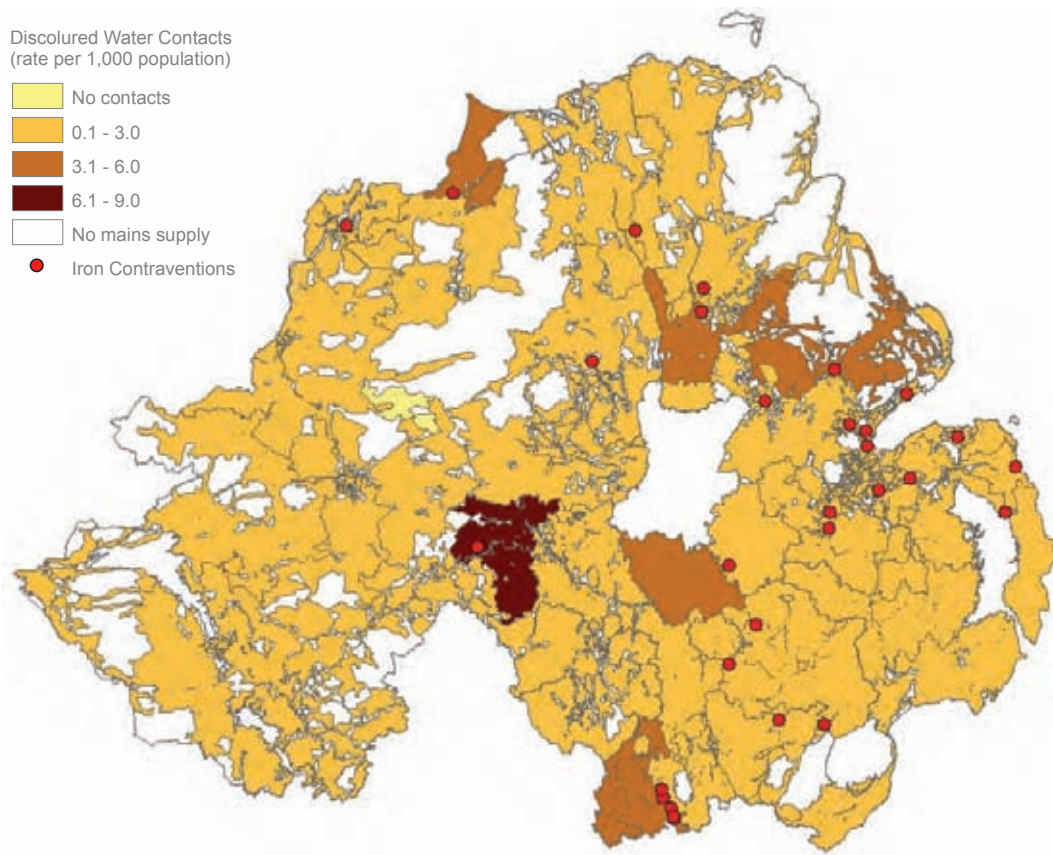 Discolured Water Contacts
(rate per 1,000 population)
No contacts
0.1 - 3.0
3.1 - 6.0
6.1 - 9.0
No mains supply
Iron Contraventions